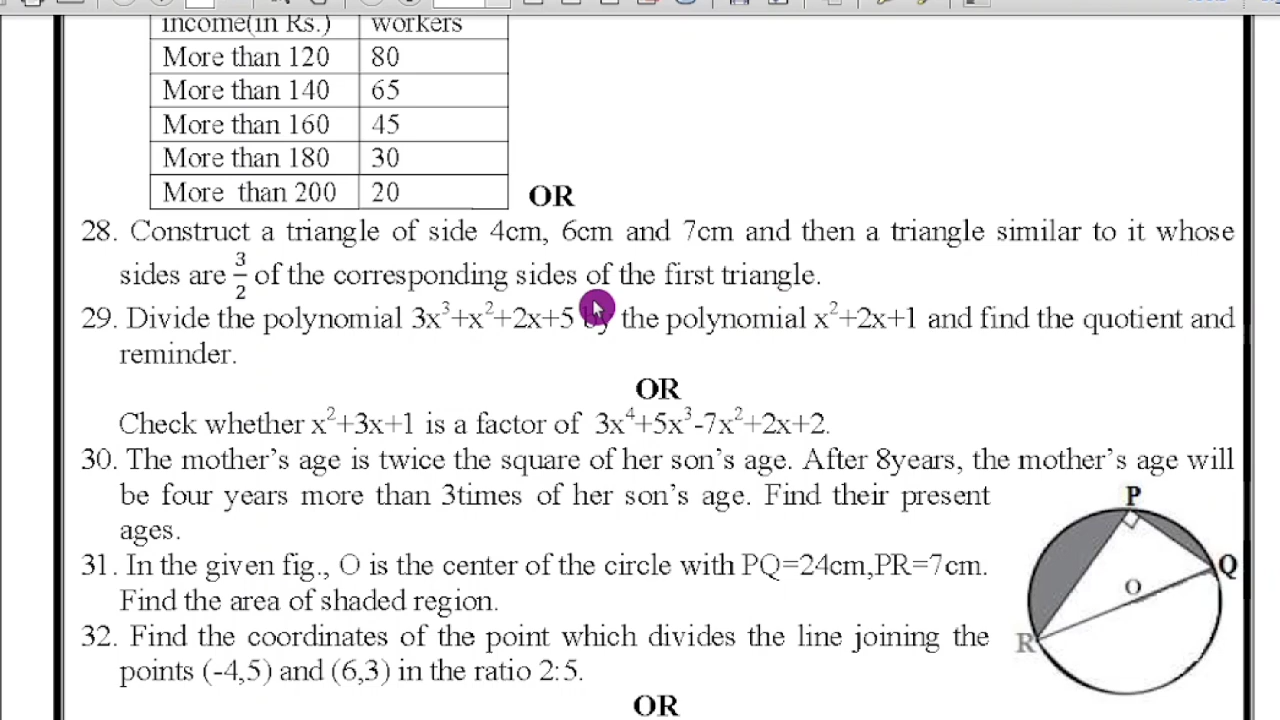 income(in Rs.) workers
More than 120 80
More than 140 65
More than 160 45
More than 180 30
More than 200 20
OR
28. Construct a triangle of side 4cm, 6cm and 7cm and then a triangle similar to it whose
sides are 3/2 of the corresponding sides of the first triangle.
29. Divide the polynomial 3x³+x²+2x+5 by the polynomial x²+2x+1 and find the quotient and
reminder.
OR
Check whether x²+3x+1 is a factor of 3x⁴+5x³-7x²+2x+2.
30. The mother’s age is twice the square of her son’s age. After 8years, the mother’s age will
be four years more than 3times of her son’s age. Find their present
ages.
31. In the given fig., O is the center of the circle with PQ=24cm,PR=7cm.
Find the area of shaded region.
32. Find the coordinates of the point which divides the line joining the
points (-4,5) and (6,3) in the ratio 2:5.
OR
P
Q
O
R